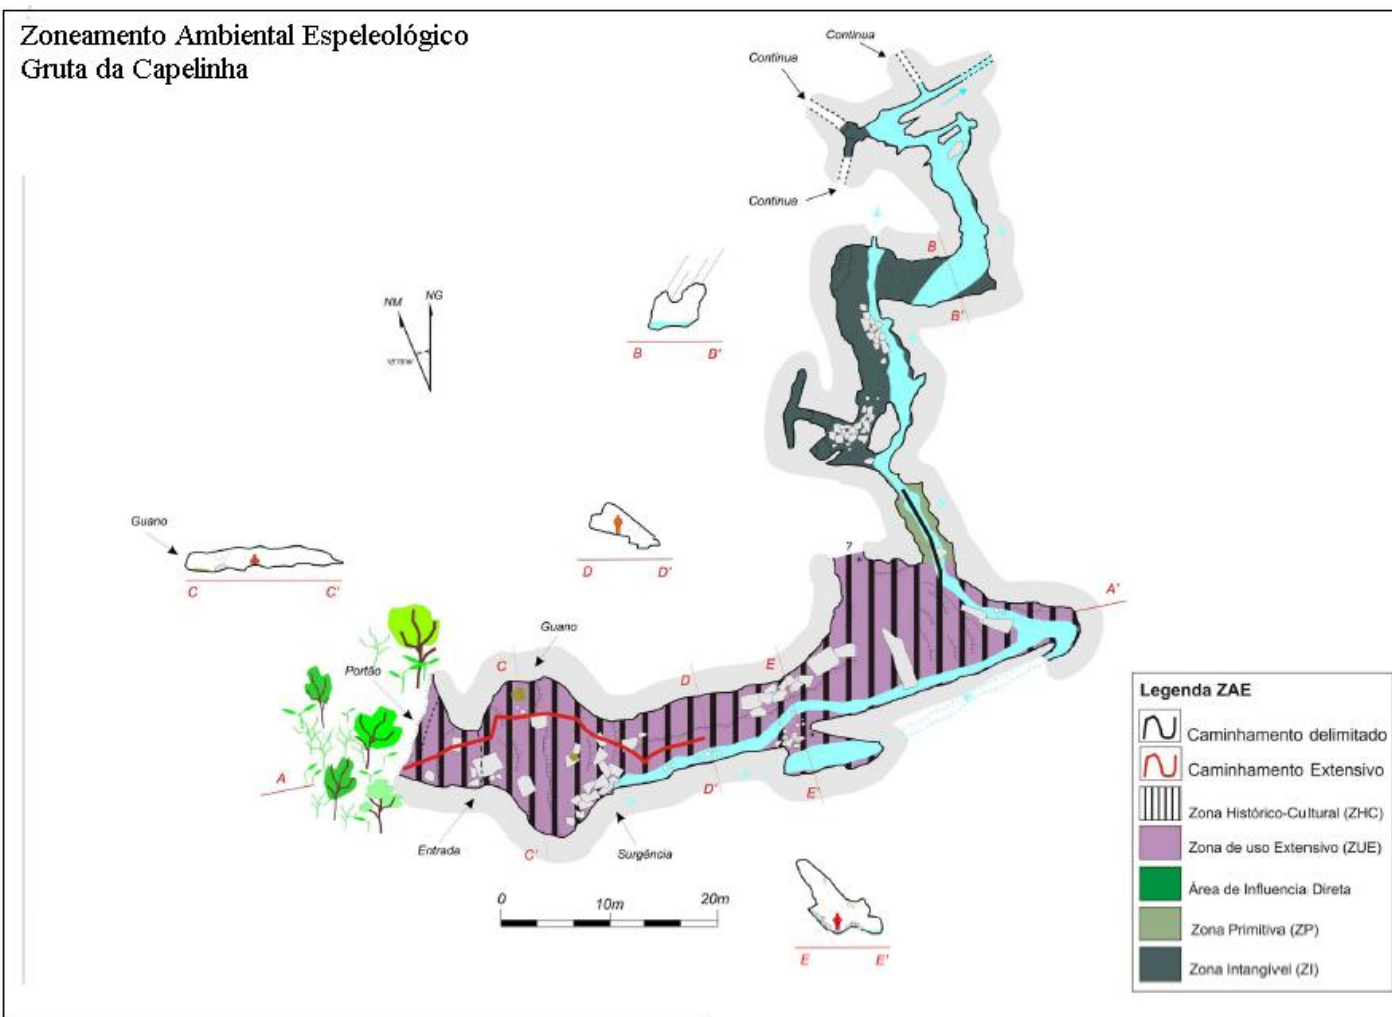 Zoneamento Ambiental Espeleológico
Gruta da Capelinha
Continua
Continua
Continua
B
B'
NM
NG
B
B'
Guano
C
C'
D
D'
?
A'
Guano
Portão
C
D
E
A
Entrada
C'
Surgência
D'
E'
0
10m
20m
E
E'
Legenda ZAE
Caminhamento delimitado
Caminhamento Extensivo
Zona Histórico-Cultural (ZHC)
Zona de uso Extensivo (ZUE)
Área de Influencia Direta
Zona Primitiva (ZP)
Zona Intangível (ZI)